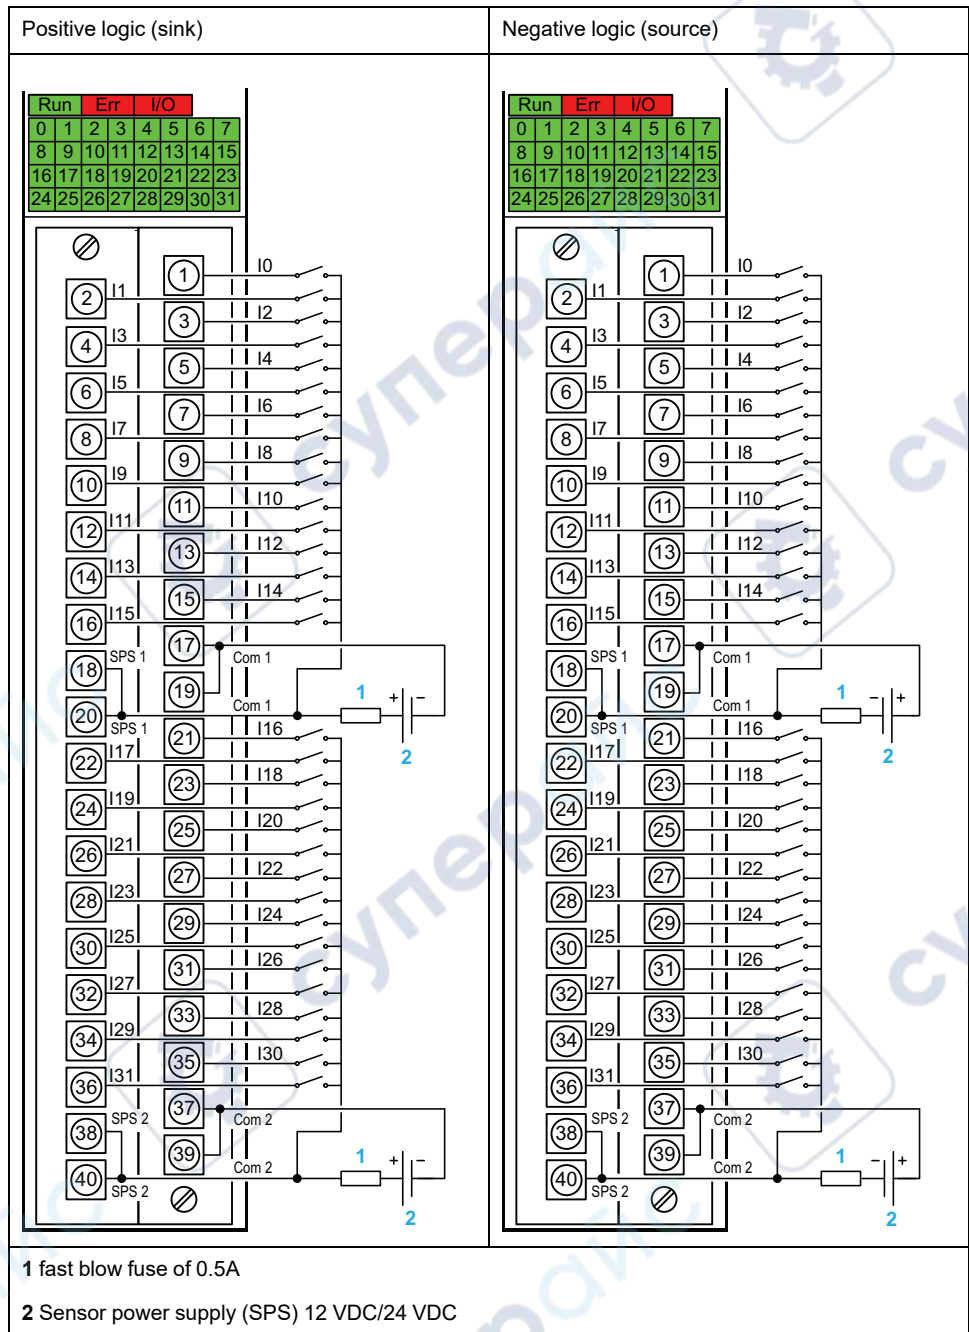 Positive logic (sink)
Negative logic (source)
Run Err I/O
0 1 2 3 4 5 6 7
8 9 10 11 12 13 14 15
16 17 18 19 20 21 22 23
24 25 26 27 28 29 30 31
1 I0
2 I1
3 I2
4 I3
5 I4
6 I5
7 I6
8 I7
9 I8
10 I9
11 I10
12 I11
13 I12
14 I13
15 I14
16 I15
17 Com 1
18 SPS 1
19 Com 1
20 SPS 1
1
+ −
2
21 I16
22 I17
23 I18
24 I19
25 I20
26 I21
27 I22
28 I23
29 I24
30 I25
31 I26
32 I27
33 I28
34 I29
35 I30
36 I31
37 Com 2
38 SPS 2
39 Com 2
40 SPS 2
1
+ −
2
Run Err I/O
0 1 2 3 4 5 6 7
8 9 10 11 12 13 14 15
16 17 18 19 20 21 22 23
24 25 26 27 28 29 30 31
1 I0
2 I1
3 I2
4 I3
5 I4
6 I5
7 I6
8 I7
9 I8
10 I9
11 I10
12 I11
13 I12
14 I13
15 I14
16 I15
17 Com 1
18 SPS 1
19 Com 1
20 SPS 1
1
− +
2
21 I16
22 I17
23 I18
24 I19
25 I20
26 I21
27 I22
28 I23
29 I24
30 I25
31 I26
32 I27
33 I28
34 I29
35 I30
36 I31
37 Com 2
38 SPS 2
39 Com 2
40 SPS 2
1
− +
2
1 fast blow fuse of 0.5A
2 Sensor power supply (SPS) 12 VDC/24 VDC
суперайс
суперайс